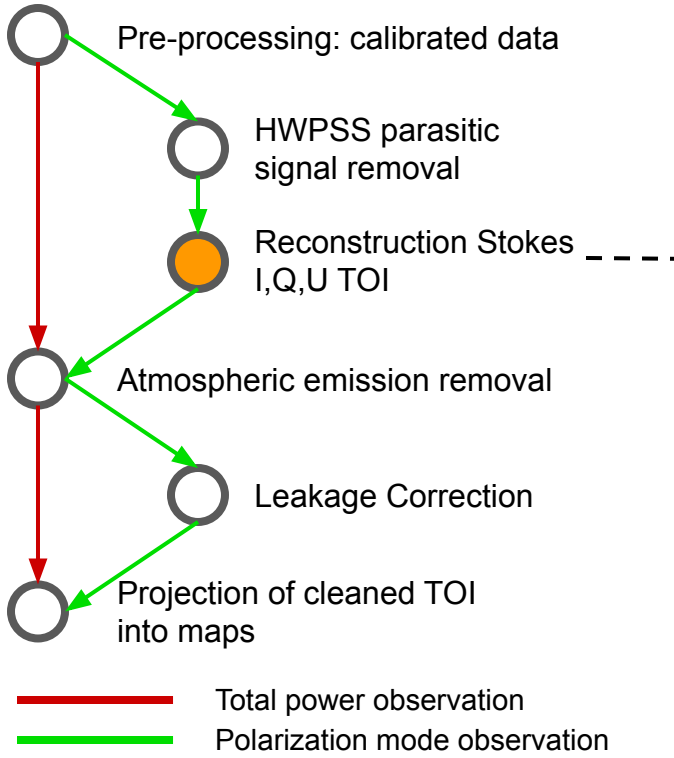 Pre-processing: calibrated data
HWPSS parasitic
signal removal
Reconstruction Stokes
I,Q,U TOI
Atmospheric emission removal
Leakage Correction
Projection of cleaned TOI
into maps
Total power observation
Polarization mode observation